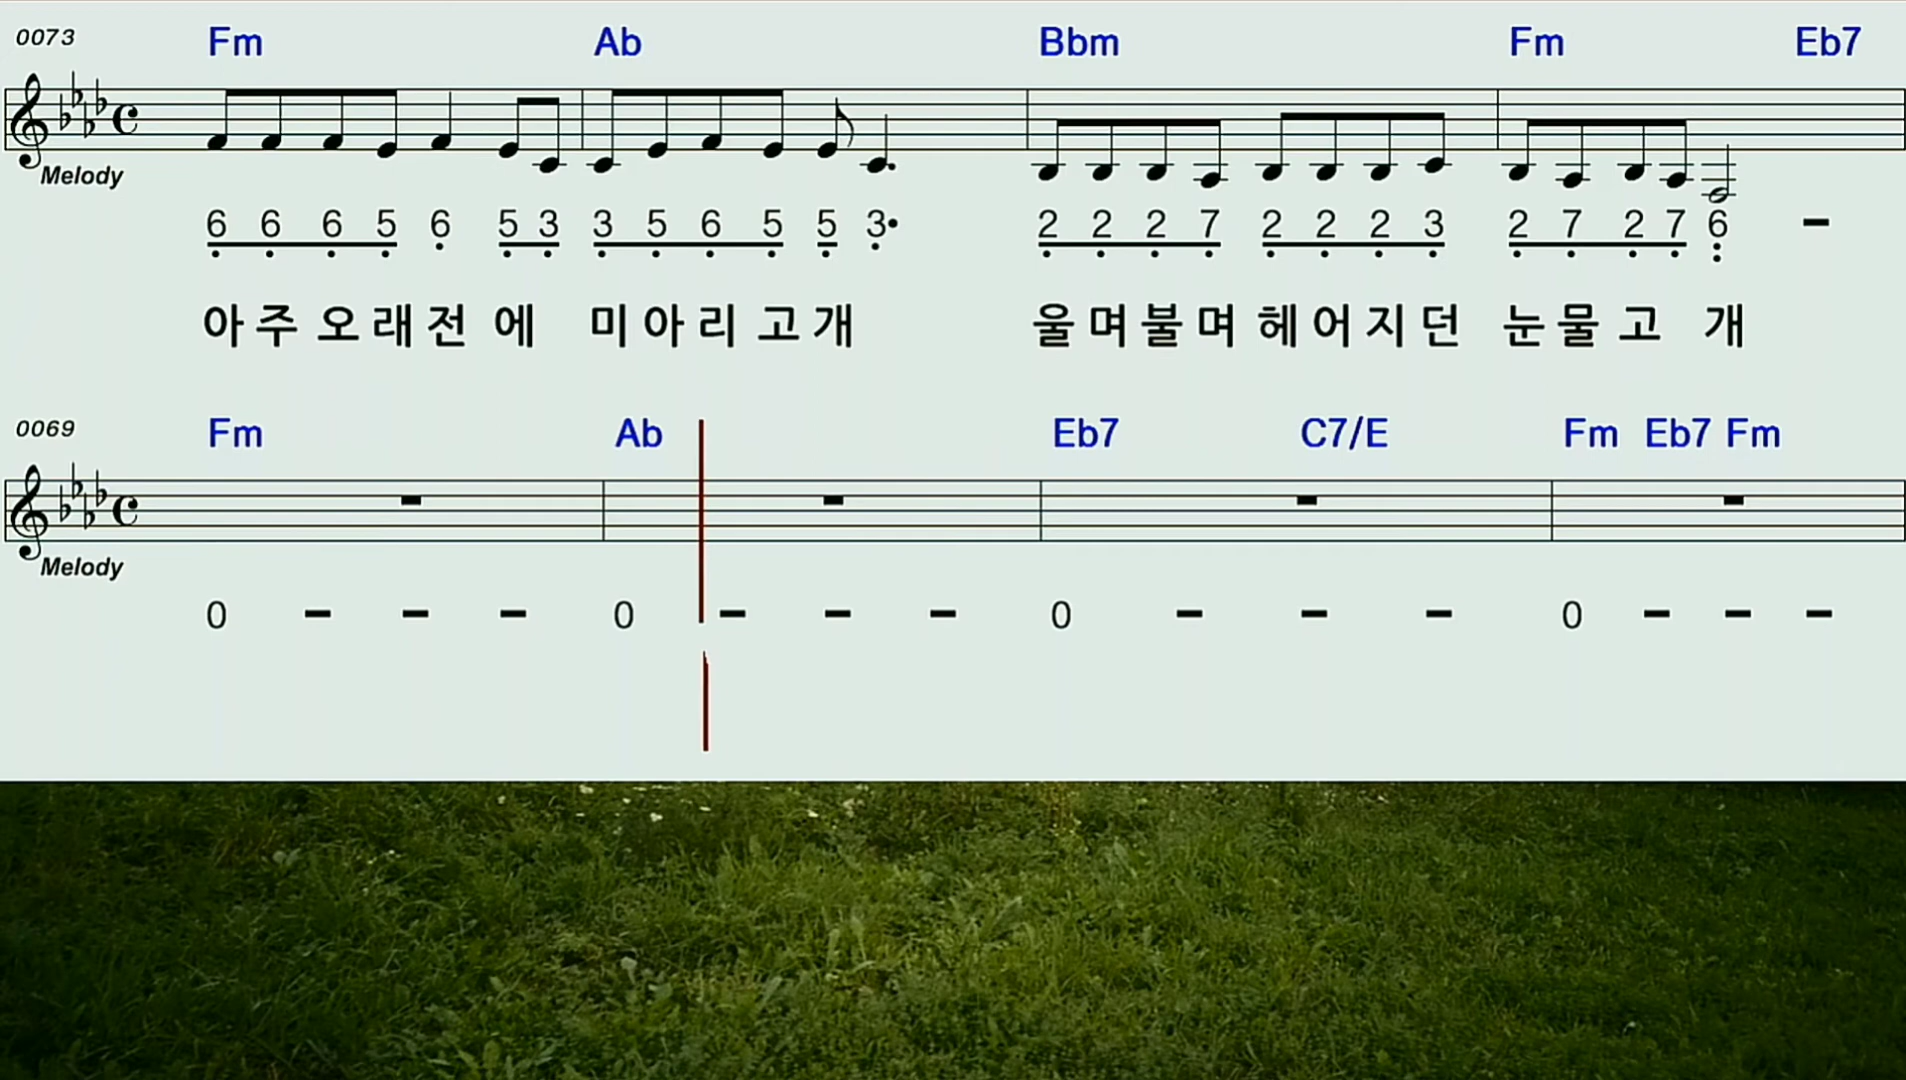 0073 Fm Ab Bbm Fm Eb7
Melody
6 6 6 5 6 5 3 3 5 6 5 5 3• 2 2 2 7 2 2 2 3 2 7 2 7 6 -
아주오래전에 미아리고개 울며불며헤어지던 눈물고개
0069 Fm Ab Eb7 C7/E Fm Eb7 Fm
Melody
0 - - - 0 - - - 0 - - - 0 - - -